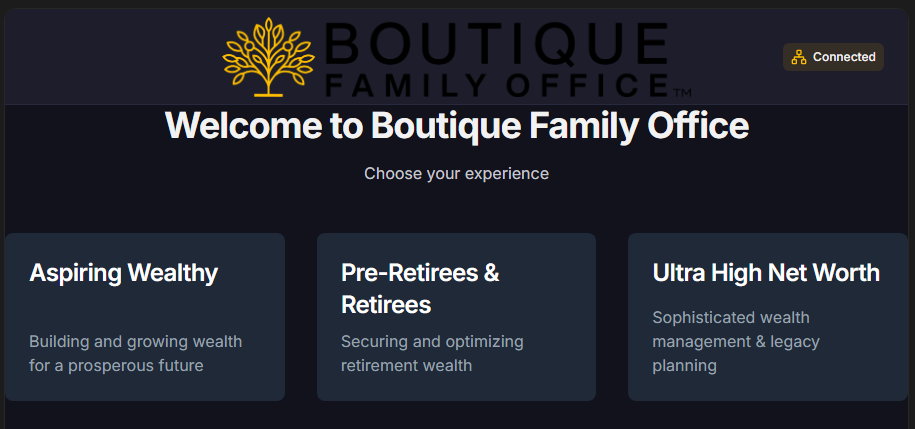 BOUTIQUE
FAMILY OFFICE™
Connected
Welcome to Boutique Family Office
Choose your experience
Aspiring Wealthy
Building and growing wealth
for a prosperous future
Pre-Retirees &
Retirees
Securing and optimizing
retirement wealth
Ultra High Net Worth
Sophisticated wealth
management & legacy
planning